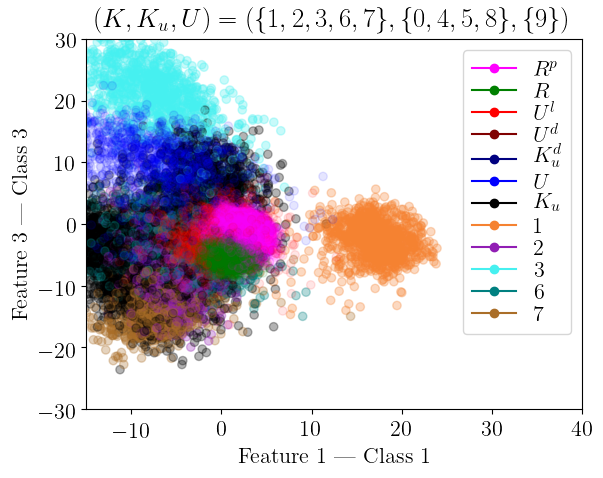 (K, K_u, U) = ({1, 2, 3, 6, 7}, {0, 4, 5, 8}, {9})
30
20
10
0
−10
−20
−30
Feature 3 — Class 3
−10
0
10
20
30
40
Feature 1 — Class 1
R^p
R
U^l
U^d
K_u^d
U
K_u
1
2
3
6
7